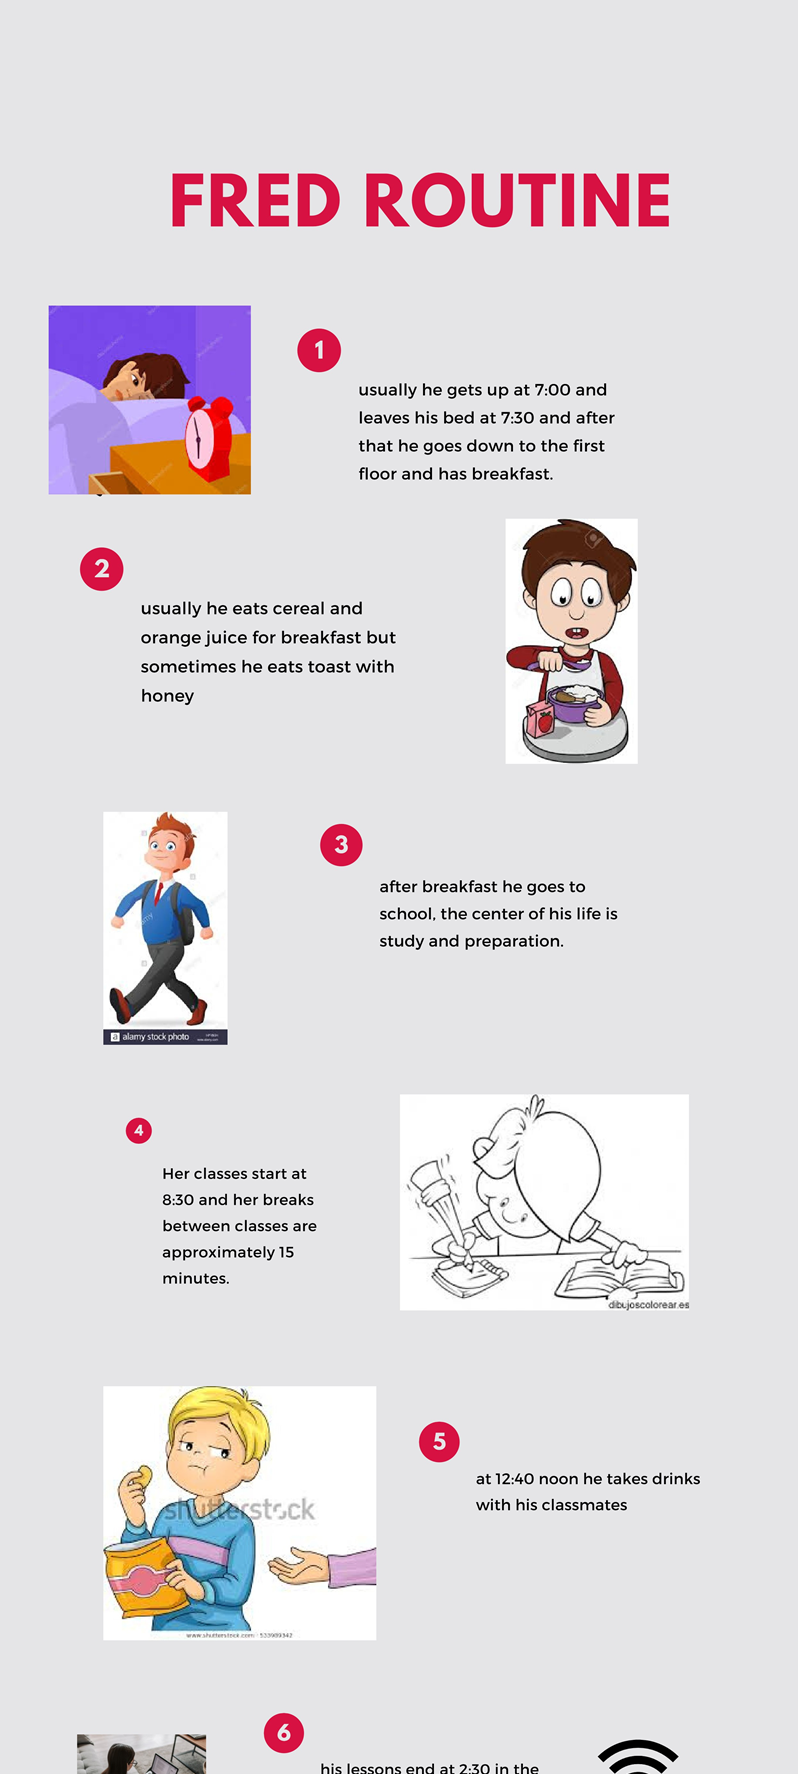 FRED ROUTINE
1
usually he gets up at 7:00 and
leaves his bed at 7:30 and after
that he goes down to the first
floor and has breakfast.
2
usually he eats cereal and
orange juice for breakfast but
sometimes he eats toast with
honey
3
after breakfast he goes to
school, the center of his life is
study and preparation.
a alamy stock photo
4
Her classes start at
8:30 and her breaks
between classes are
approximately 15
minutes.
dibujoscolorear.es
5
at 12:40 noon he takes drinks
with his classmates
shutterstock
www.shutterstock.com · 533989342
6
his lessons end at 2:30 in the